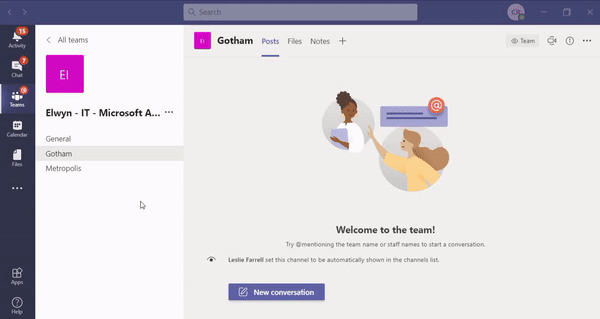 Search
CR
15
Activity
7
Chat
Teams
Calendar
Files
Apps
Help
All teams
El
Elwyn - IT - Microsoft A...
General
Gotham
Metropolis
El
Gotham
Posts
Files
Notes
Team
@
Welcome to the team!
Try @mentioning the team name or staff names to start a conversation.
Leslie Farrell set this channel to be automatically shown in the channels list.
New conversation